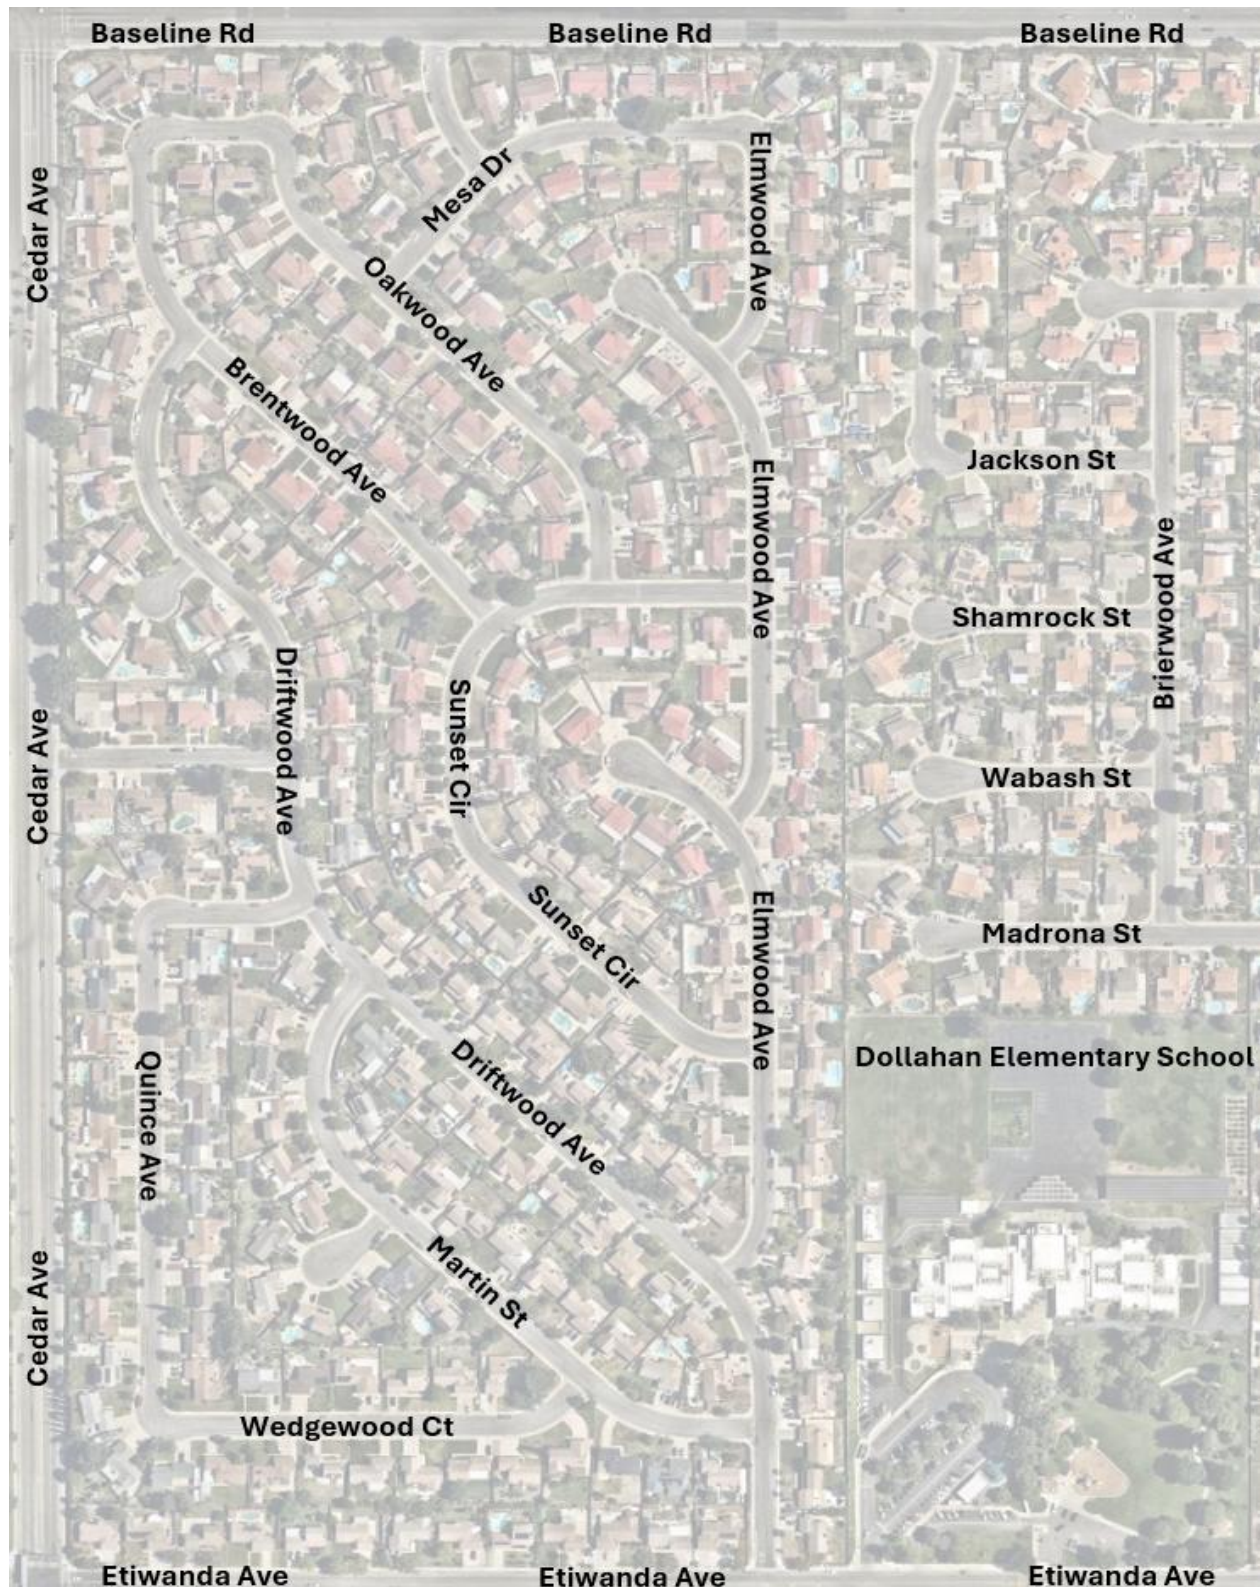 Baseline Rd
Baseline Rd
Baseline Rd
Elmwood Ave
Mesa Dr
Cedar Ave
Oakwood Ave
Brentwood Ave
Jackson St
Elmwood Ave
Brierwood Ave
Shamrock St
Driftwood Ave
Sunset Cir
Cedar Ave
Wabash St
Sunset Cir
Elmwood Ave
Madrona St
Dollahan Elementary School
Driftwood Ave
Quince Ave
Martin St
Cedar Ave
Wedgewood Ct
Etiwanda Ave
Etiwanda Ave
Etiwanda Ave